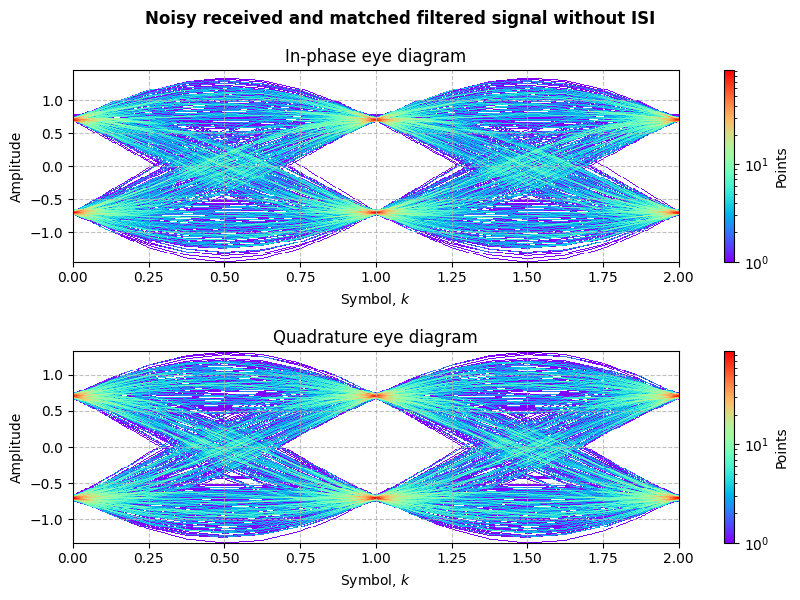 Noisy received and matched filtered signal without ISI
In-phase eye diagram
Amplitude
1.0
0.5
0.0
−0.5
−1.0
0.00 0.25 0.50 0.75 1.00 1.25 1.50 1.75 2.00
Symbol, k
10¹
10⁰
Points
Quadrature eye diagram
Amplitude
1.0
0.5
0.0
−0.5
−1.0
0.00 0.25 0.50 0.75 1.00 1.25 1.50 1.75 2.00
Symbol, k
10¹
10⁰
Points